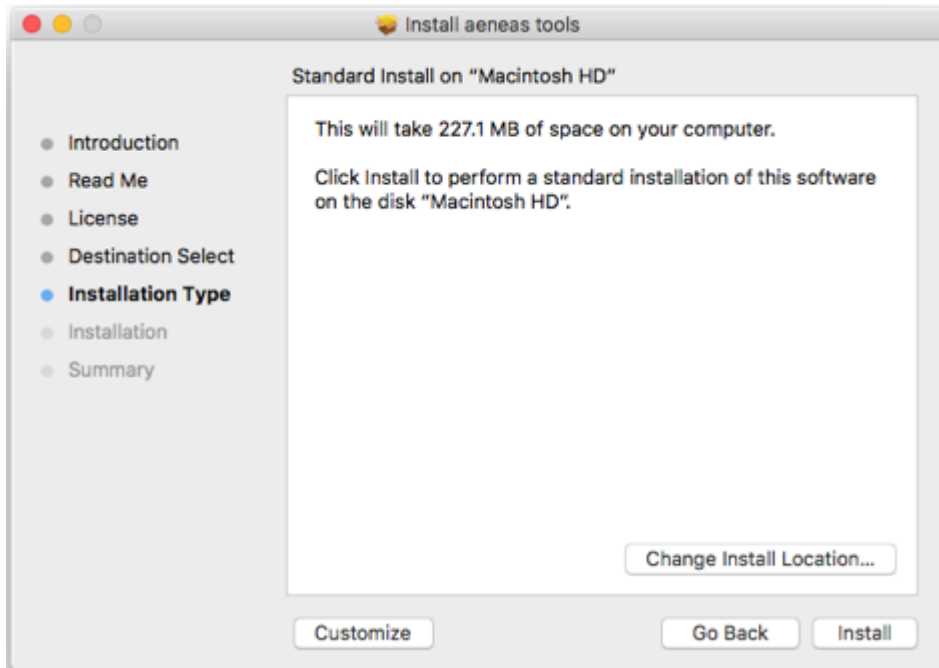 Install aeneas tools
Standard Install on “Macintosh HD”
Introduction
Read Me
License
Destination Select
Installation Type
Installation
Summary
This will take 227.1 MB of space on your computer.
Click Install to perform a standard installation of this software
on the disk “Macintosh HD”.
Change Install Location...
Customize
Go Back
Install